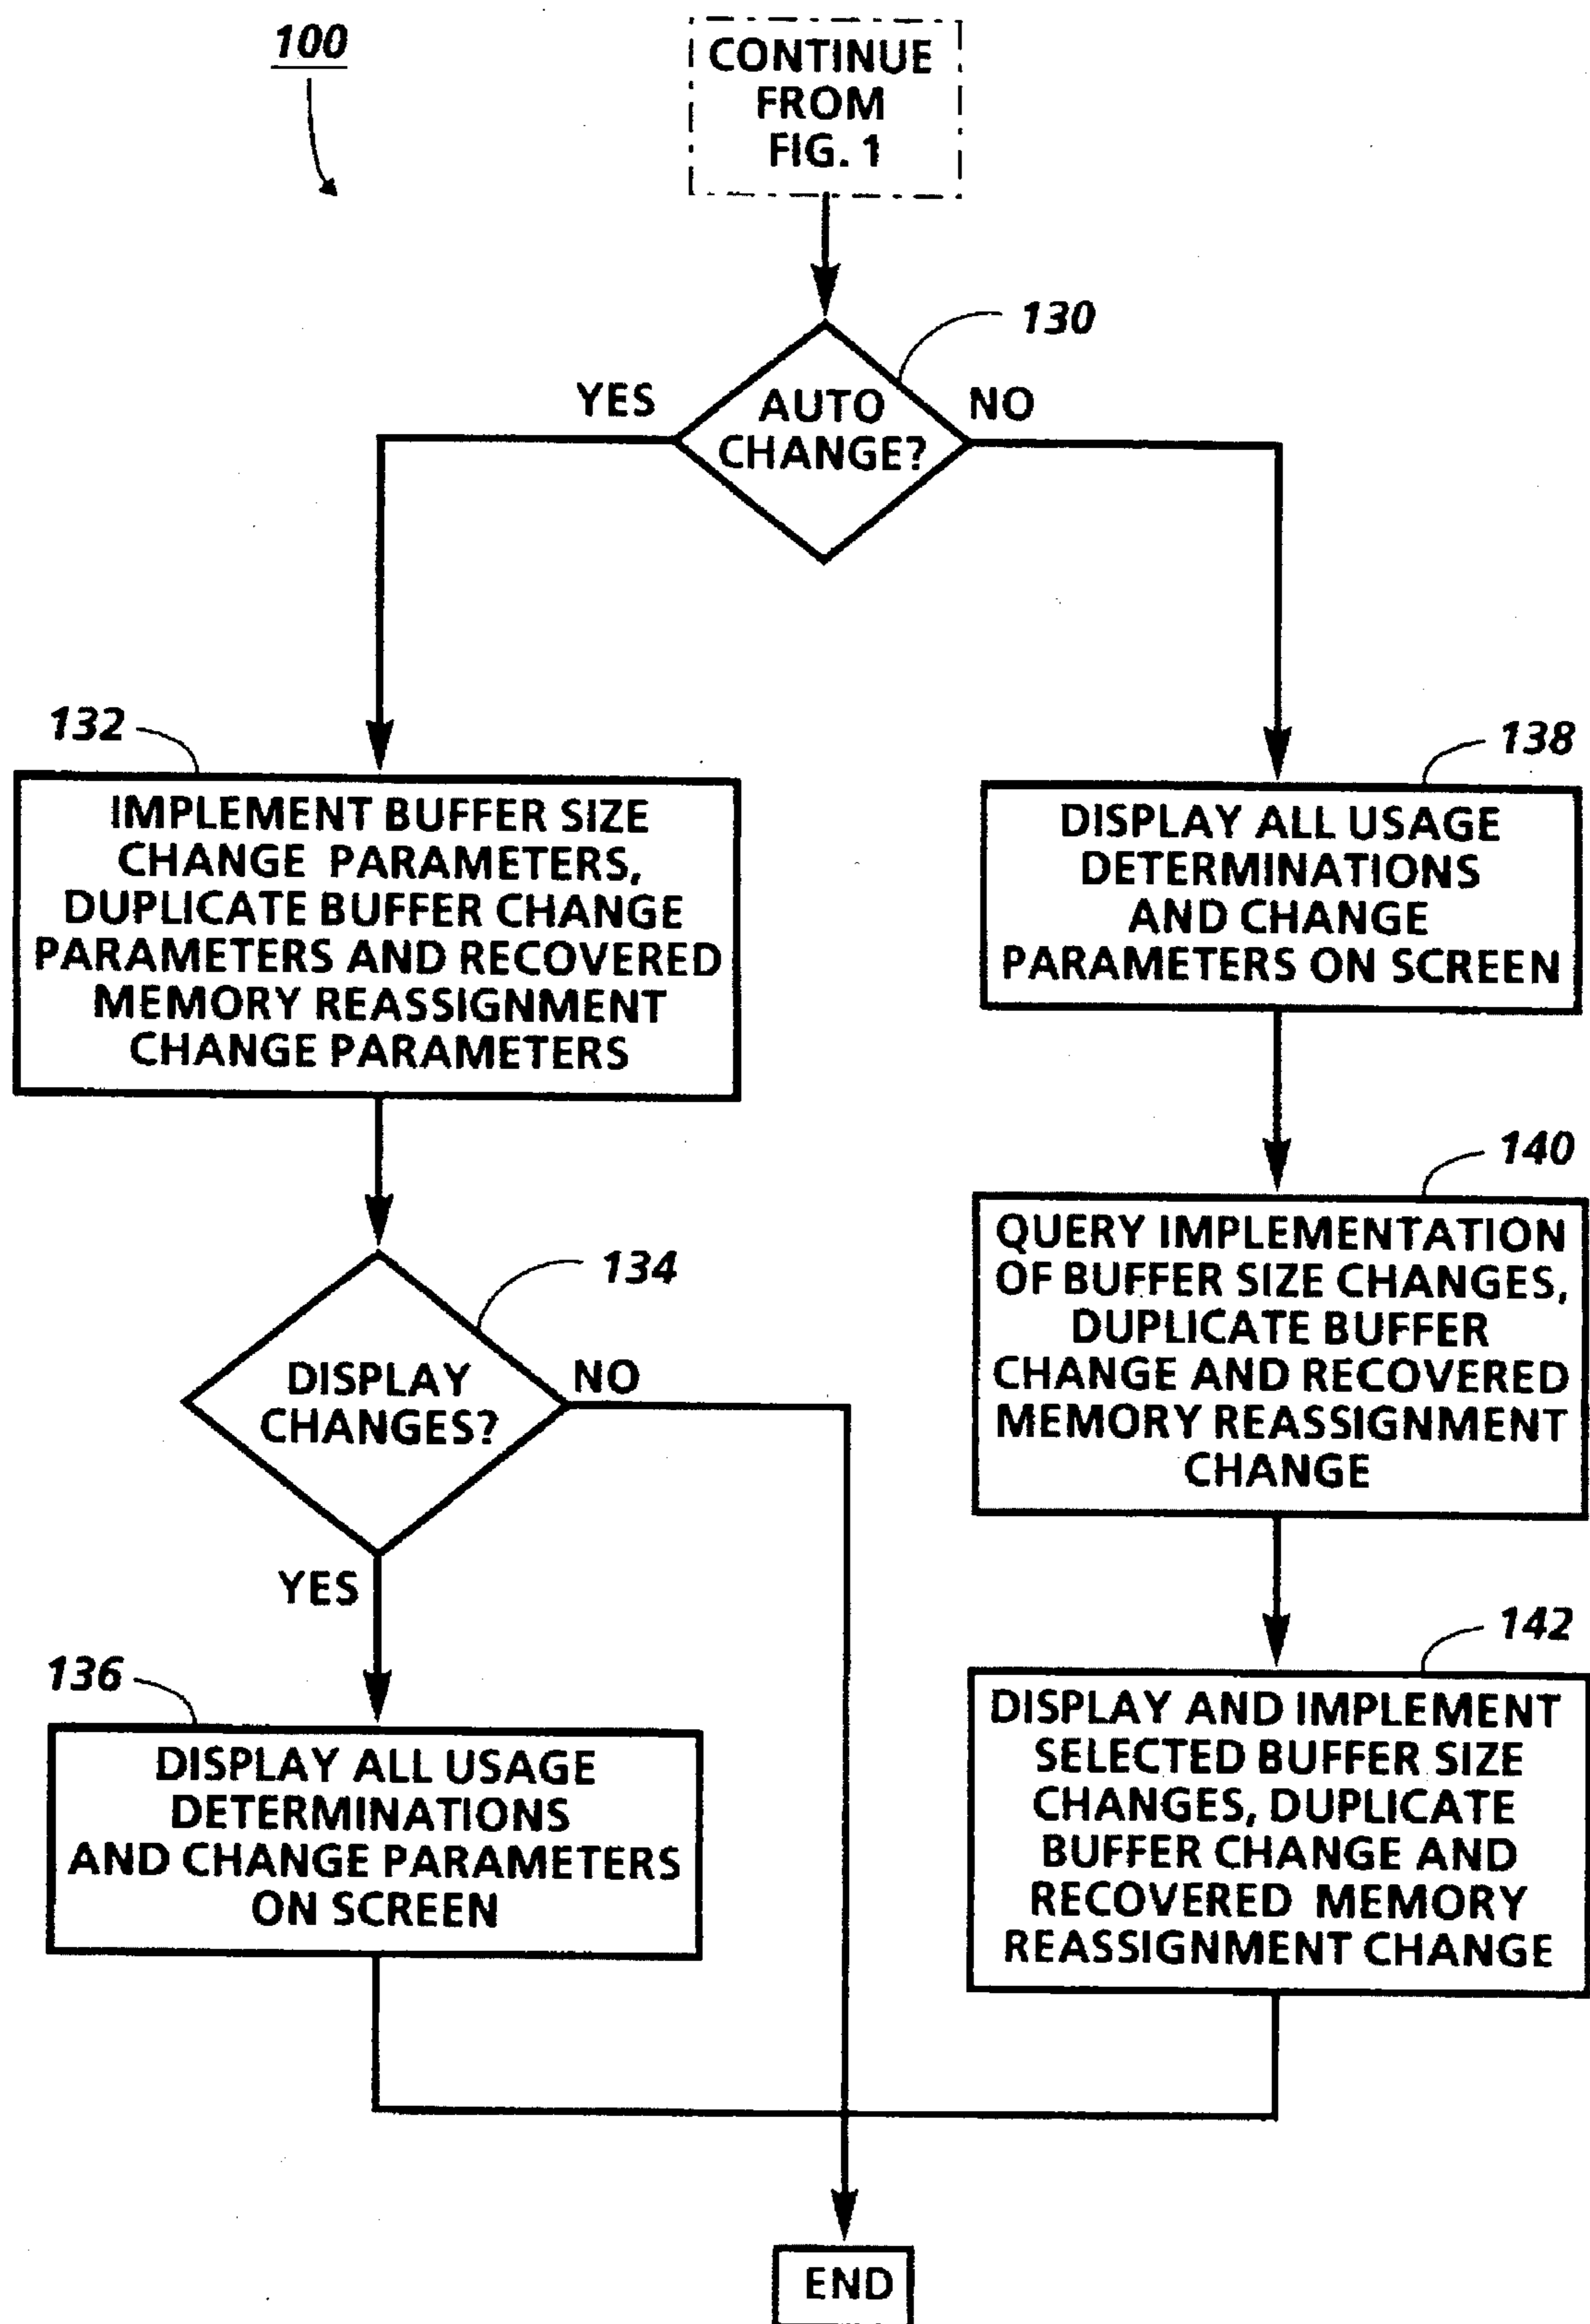 100
CONTINUE
FROM
FIG. 1
130
YES
AUTO
CHANGE?
NO
132
IMPLEMENT BUFFER SIZE
CHANGE PARAMETERS,
DUPLICATE BUFFER CHANGE
PARAMETERS AND RECOVERED
MEMORY REASSIGNMENT
CHANGE PARAMETERS
138
DISPLAY ALL USAGE
DETERMINATIONS
AND CHANGE
PARAMETERS ON SCREEN
134
DISPLAY
CHANGES?
NO
YES
140
QUERY IMPLEMENTATION
OF BUFFER SIZE CHANGES,
DUPLICATE BUFFER
CHANGE AND RECOVERED
MEMORY REASSIGNMENT
CHANGE
136
DISPLAY ALL USAGE
DETERMINATIONS
AND CHANGE PARAMETERS
ON SCREEN
142
DISPLAY AND IMPLEMENT
SELECTED BUFFER SIZE
CHANGES, DUPLICATE
BUFFER CHANGE AND
RECOVERED MEMORY
REASSIGNMENT CHANGE
END